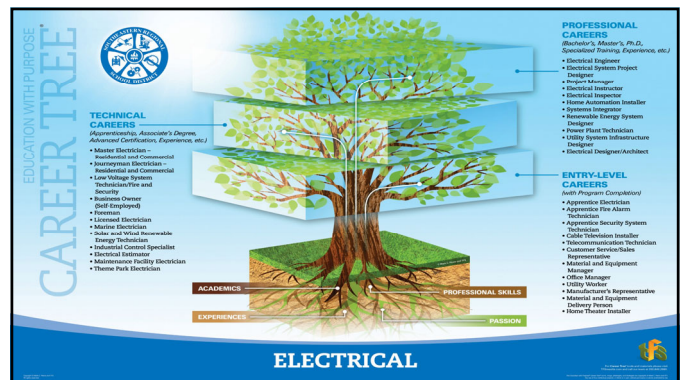 EDUCATION WITH PURPOSE
CAREER TREE
SOUTHEASTERN REGIONAL
SCHOOL DISTRICT
TECHNICAL
CAREERS
(Apprenticeship, Associate's Degree,
Advanced Certification, Experience, etc.)
• Master Electrician –
Residential and Commercial
• Journeyman Electrician –
Residential and Commercial
• Low Voltage System
Technician/Fire and
Security
• Business Owner
(Self-Employed)
• Foreman
• Licensed Electrician
• Marine Electrician
• Solar and Wind Renewable
Energy Technician
• Industrial Control Specialist
• Electrical Estimator
• Maintenance Facility Electrician
• Theme Park Electrician
PROFESSIONAL
CAREERS
(Bachelor's, Master's, Ph.D.,
Specialized Training, Experience, etc.)
• Electrical Engineer
• Electrical System Project
Designer
• Project Manager
• Electrical Instructor
• Electrical Inspector
• Home Automation Installer
• Systems Integrator
• Renewable Energy System
Designer
• Power Plant Technician
• Utility System Infrastructure
Designer
• Electrical Designer/Architect
ENTRY-LEVEL
CAREERS
(with Program Completion)
• Apprentice Electrician
• Apprentice Fire Alarm
Technician
• Apprentice Security System
Technician
• Cable Television Installer
• Telecommunication Technician
• Customer Service/Sales
Representative
• Material and Equipment
Manager
• Office Manager
• Utility Worker
• Manufacturer's Representative
• Material and Equipment
Delivery Person
• Home Theater Installer
ACADEMICS
PROFESSIONAL SKILLS
EXPERIENCES
PASSION
ELECTRICAL